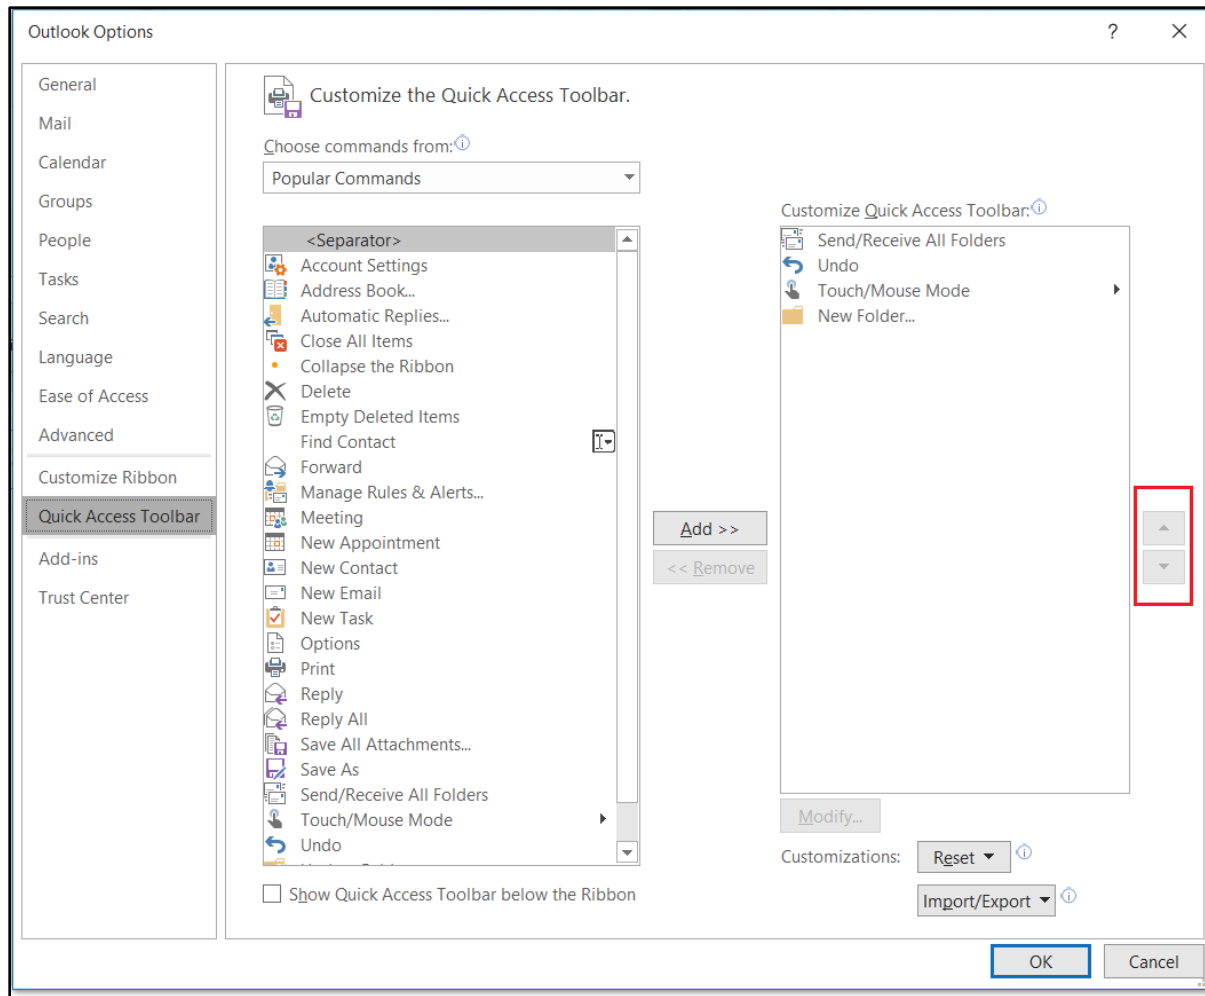 Outlook Options
?
General
Mail
Calendar
Groups
People
Tasks
Search
Language
Ease of Access
Advanced
Customize Ribbon
Quick Access Toolbar
Add-ins
Trust Center
Customize the Quick Access Toolbar.
Choose commands from:
Popular Commands
<Separator>
Account Settings
Address Book...
Automatic Replies...
Close All Items
Collapse the Ribbon
Delete
Empty Deleted Items
Find Contact
Forward
Manage Rules & Alerts...
Meeting
New Appointment
New Contact
New Email
New Task
Options
Print
Reply
Reply All
Save All Attachments...
Save As
Send/Receive All Folders
Touch/Mouse Mode
Undo
Show Quick Access Toolbar below the Ribbon
Add >>
<< Remove
Customize Quick Access Toolbar:
Send/Receive All Folders
Undo
Touch/Mouse Mode
New Folder...
Modify...
Customizations:
Reset
Import/Export
OK
Cancel